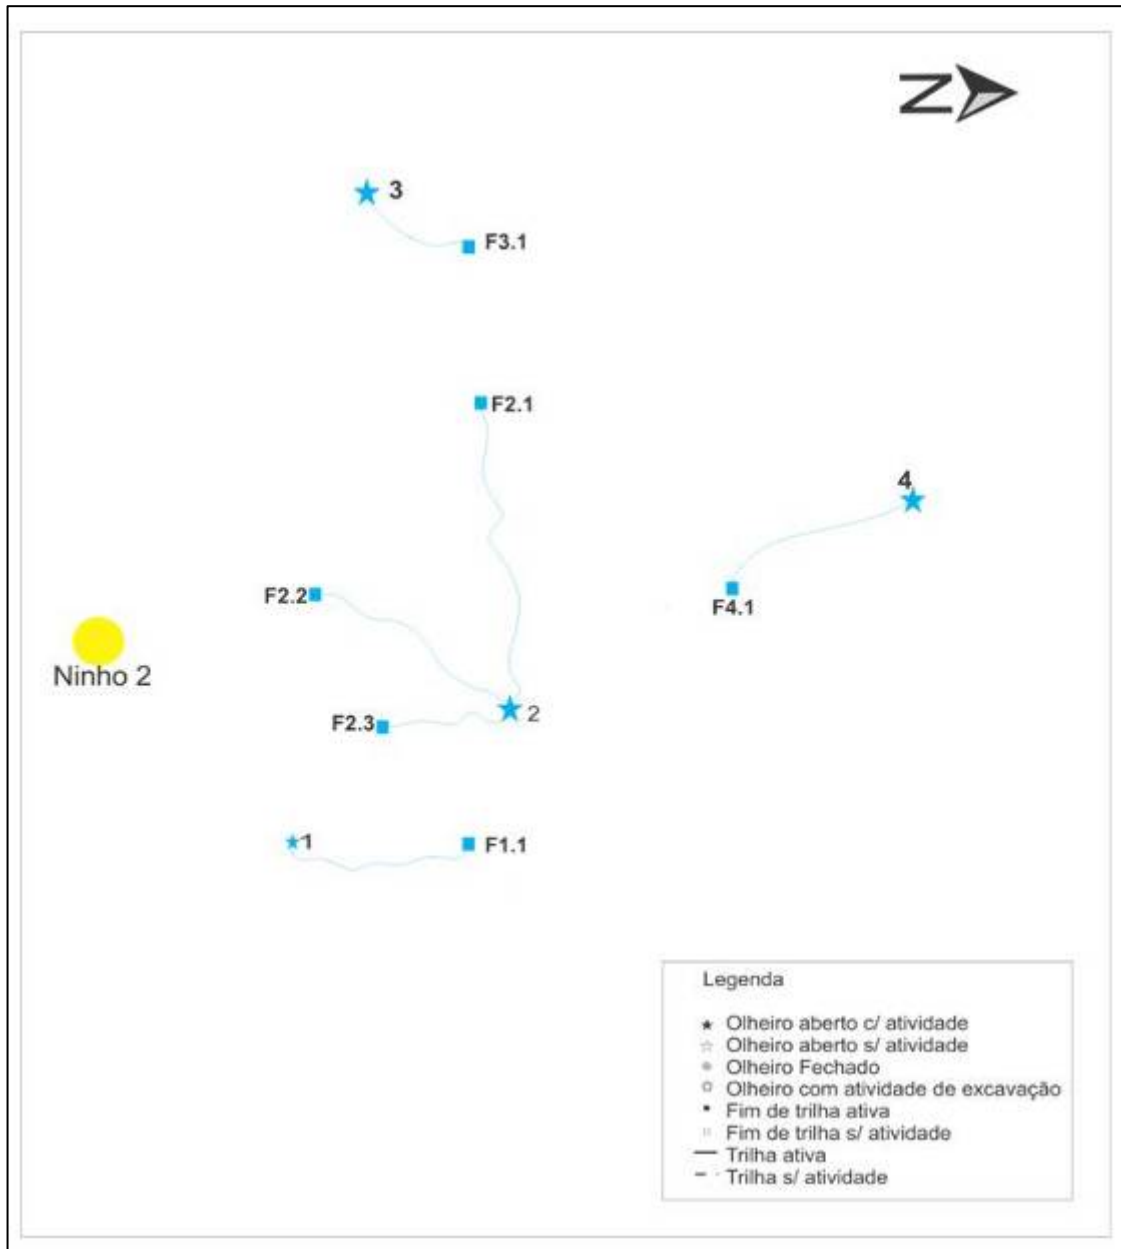 N
3
F3.1
F2.1
4
F2.2
F4.1
Ninho 2
2
F2.3
1
F1.1
Legenda
Olheiro aberto c/ atividade
Olheiro aberto s/ atividade
Olheiro Fechado
Olheiro com atividade de excavação
Fim de trilha ativa
Fim de trilha s/ atividade
Trilha ativa
Trilha s/ atividade